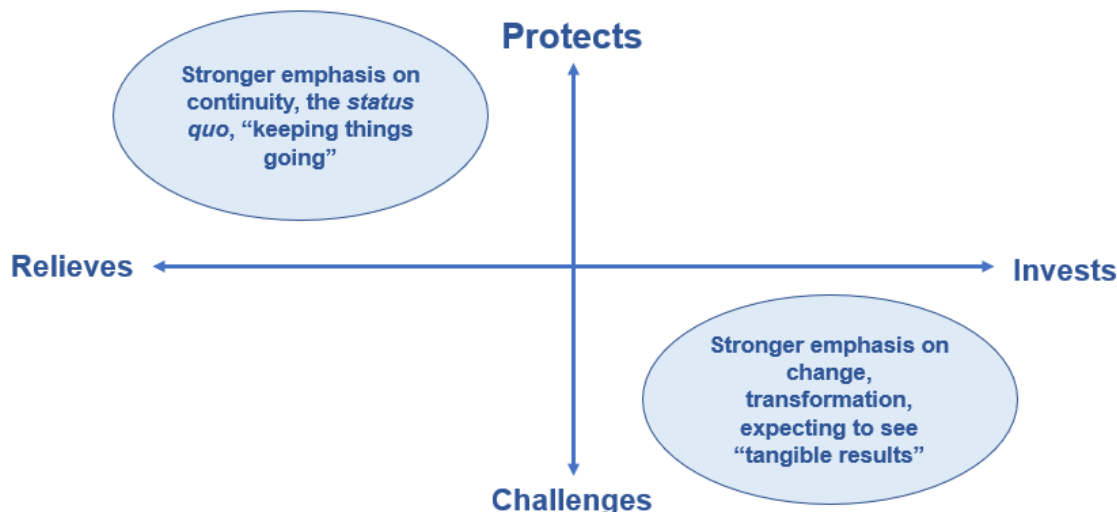 Protects
Stronger emphasis on
continuity, the status
quo, “keeping things
going”
Relieves
Invests
Stronger emphasis on
change,
transformation,
expecting to see
“tangible results”
Challenges